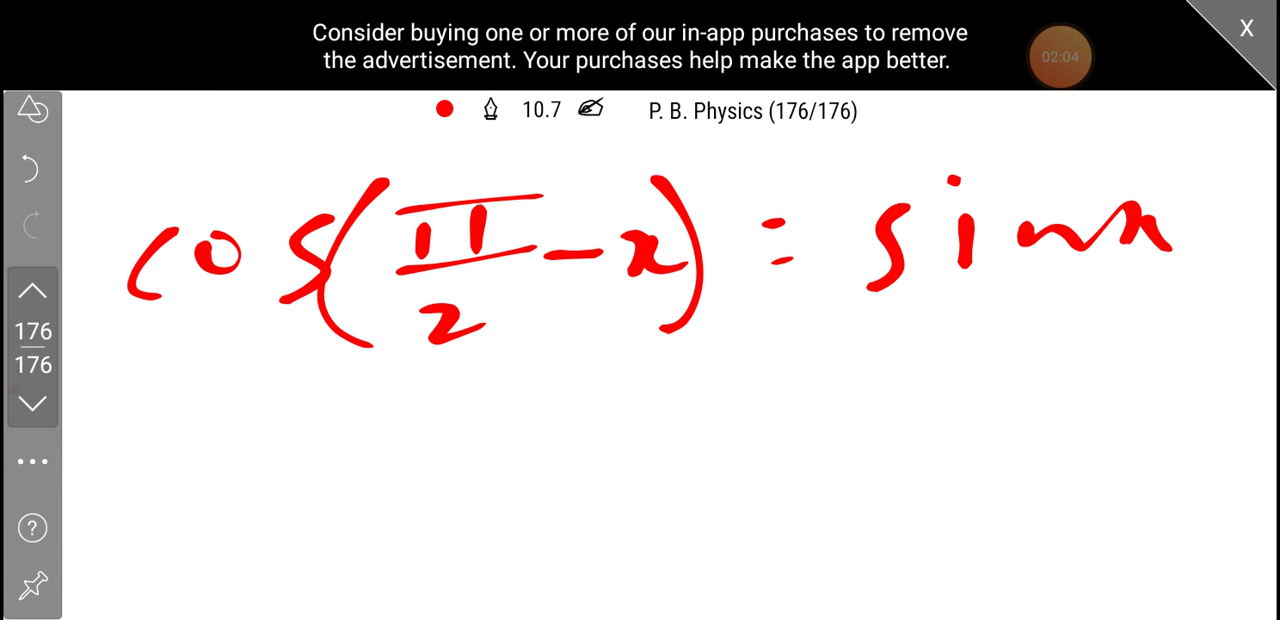 Consider buying one or more of our in-app purchases to remove
the advertisement. Your purchases help make the app better.
02:04
X
10.7
P. B. Physics (176/176)
cos(π/2 - x) = sinx
176
176
?